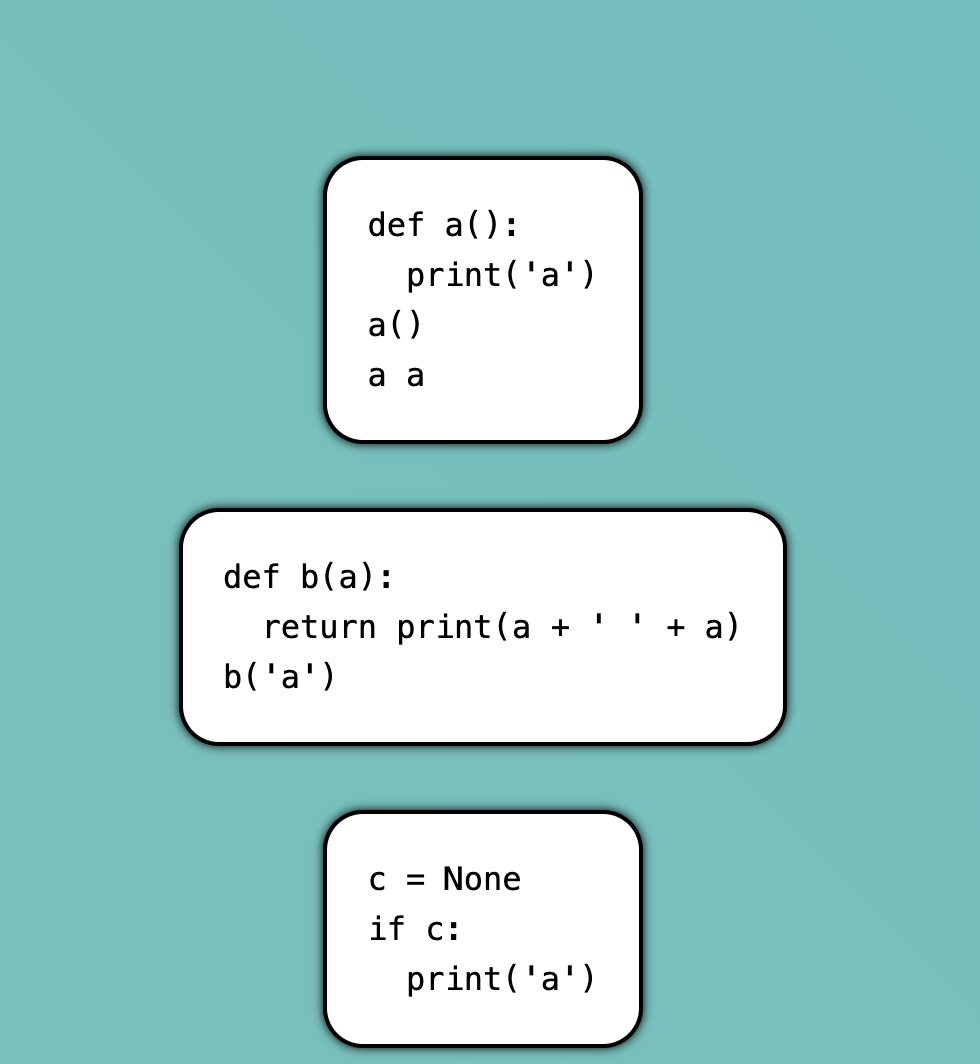 def a():
  print('a')
a()
a a
def b(a):
  return print(a + ' ' + a)
b('a')
c = None
if c:
  print('a')